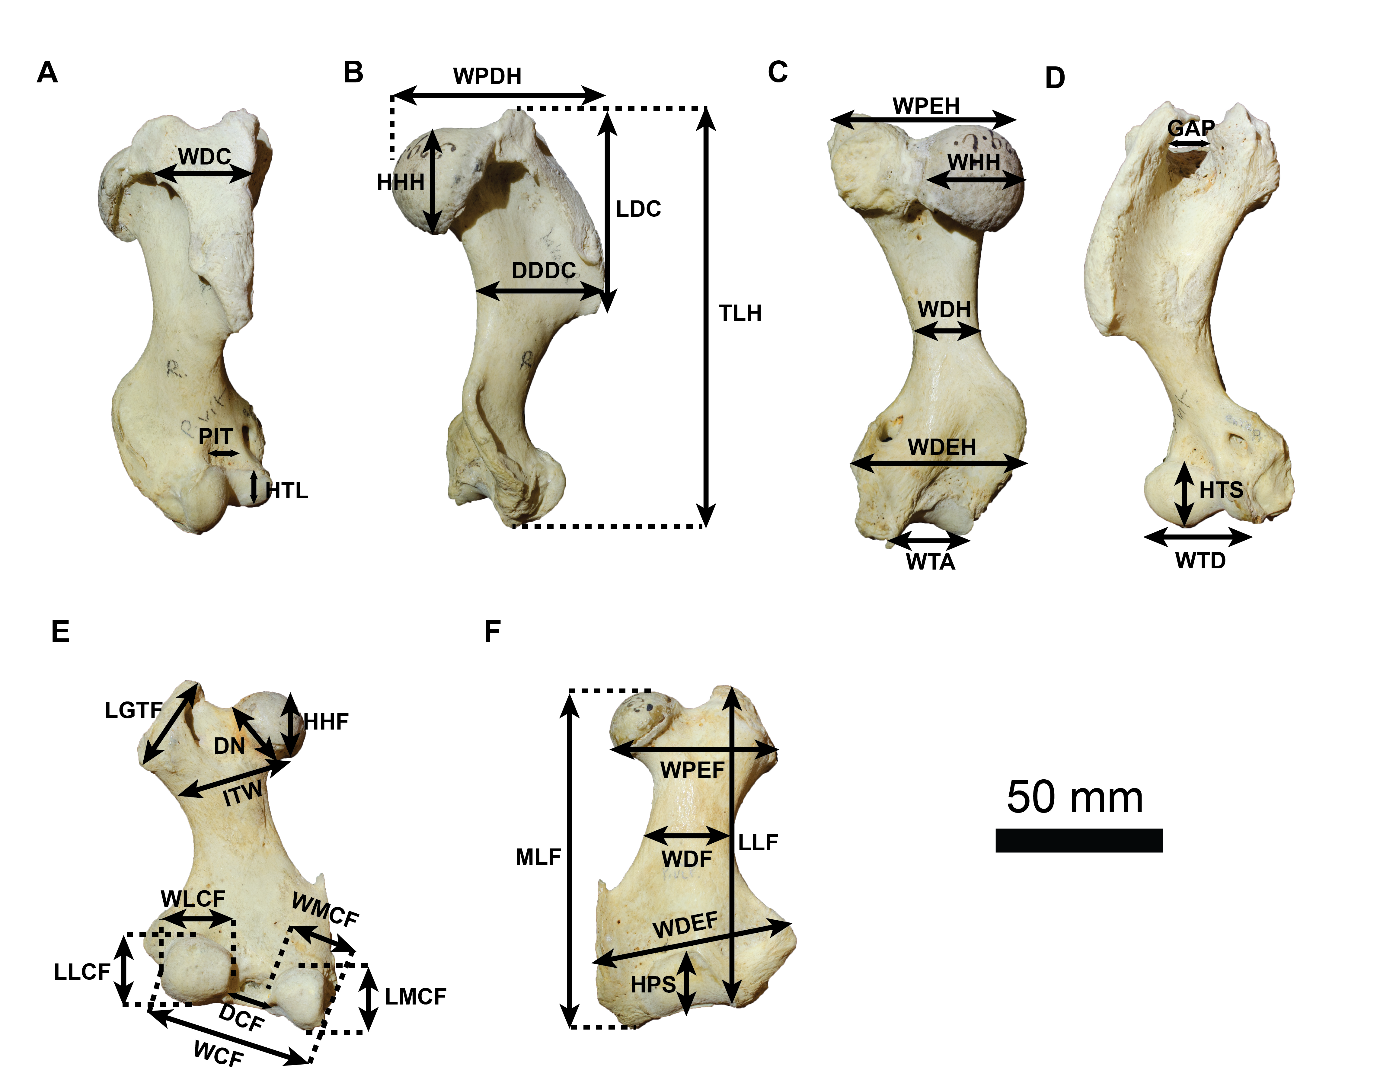 A
B
C
D
WPDH
WPEH
WDC
HHH
LDC
WHH
GAP
DDDC
TLH
WDH
R
R
PIT
HTL
WDEH
HTS
WTA
WTD
E
F
LGTF
HHF
DN
ITW
WPEF
MLF
WDF
LLF
50 mm
WLCF
WMCF
WDEF
LLCF
HPS
LMCF
DCF
WCF